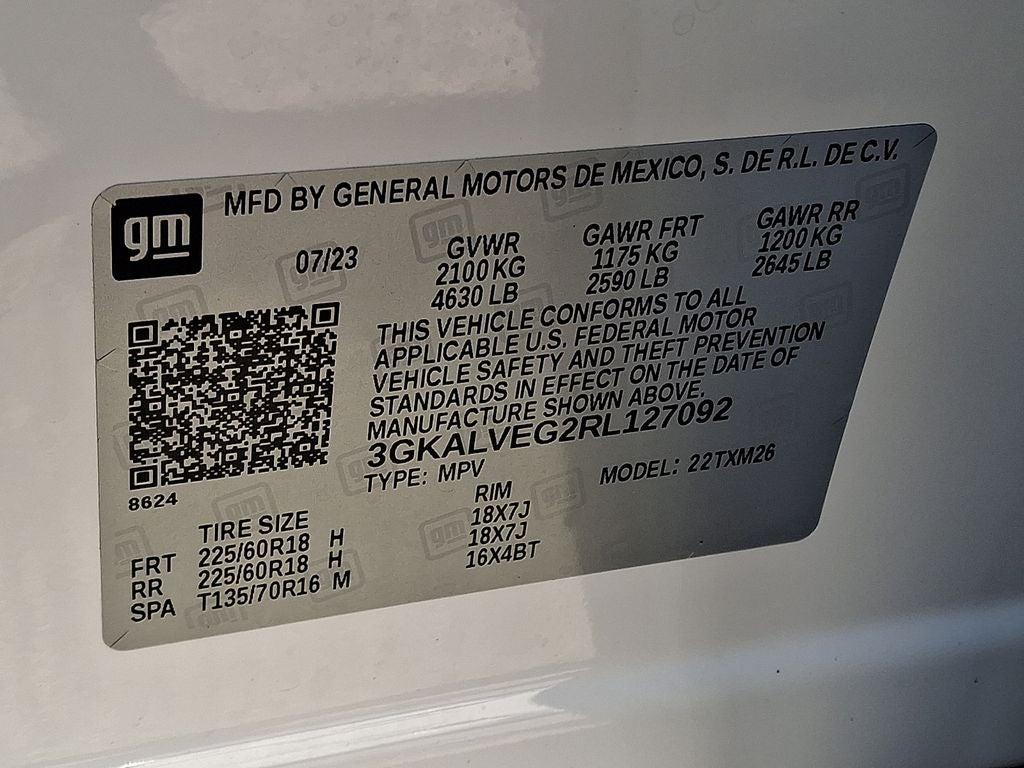 gm
MFD BY GENERAL MOTORS DE MEXICO, S. DE R.L. DE C.V.
07/23
GVWR
2100 KG
4630 LB
GAWR FRT
1175 KG
2590 LB
GAWR RR
1200 KG
2645 LB
THIS VEHICLE CONFORMS TO ALL
APPLICABLE U.S. FEDERAL MOTOR
VEHICLE SAFETY AND THEFT PREVENTION
STANDARDS IN EFFECT ON THE DATE OF
MANUFACTURE SHOWN ABOVE.
3GKALVEG2RL127092
TYPE: MPV MODEL: 22TXM26
8624
TIRE SIZE RIM
FRT 225/60R18 H 18X7J
RR 225/60R18 H 18X7J
SPA T135/70R16 M 16X4BT